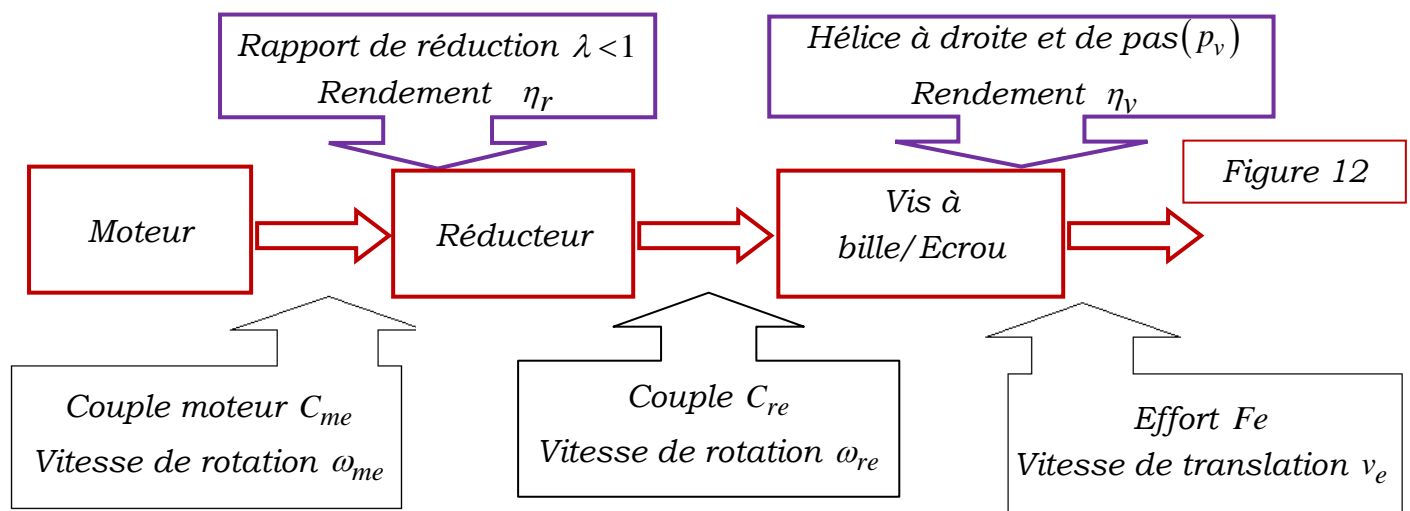 Rapport de réduction λ<1
Rendement η_r
Hélice à droite et de pas(p_v)
Rendement η_v
Figure 12
Moteur
Réducteur
Vis à
bille/Ecrou
Couple moteur C_me
Vitesse de rotation ω_me
Couple C_re
Vitesse de rotation ω_re
Effort Fe
Vitesse de translation v_e